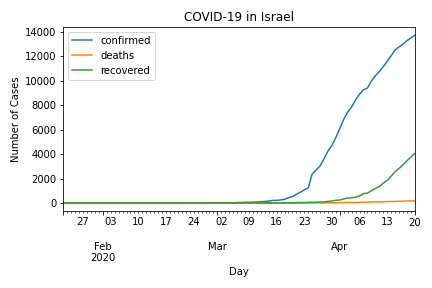 COVID-19 in Israel
confirmed
deaths
recovered
14000
12000
10000
8000
6000
4000
2000
0
Number of Cases
27 03 10 17 24 02 09 16 23 30 06 13 20
Feb Mar Apr
2020
Day